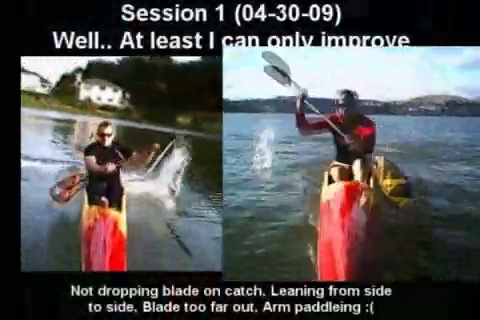 Session 1 (04-30-09)
Well.. At least I can only improve
Not dropping blade on catch. Leaning from side
to side. Blade too far out. Arm paddleing :(